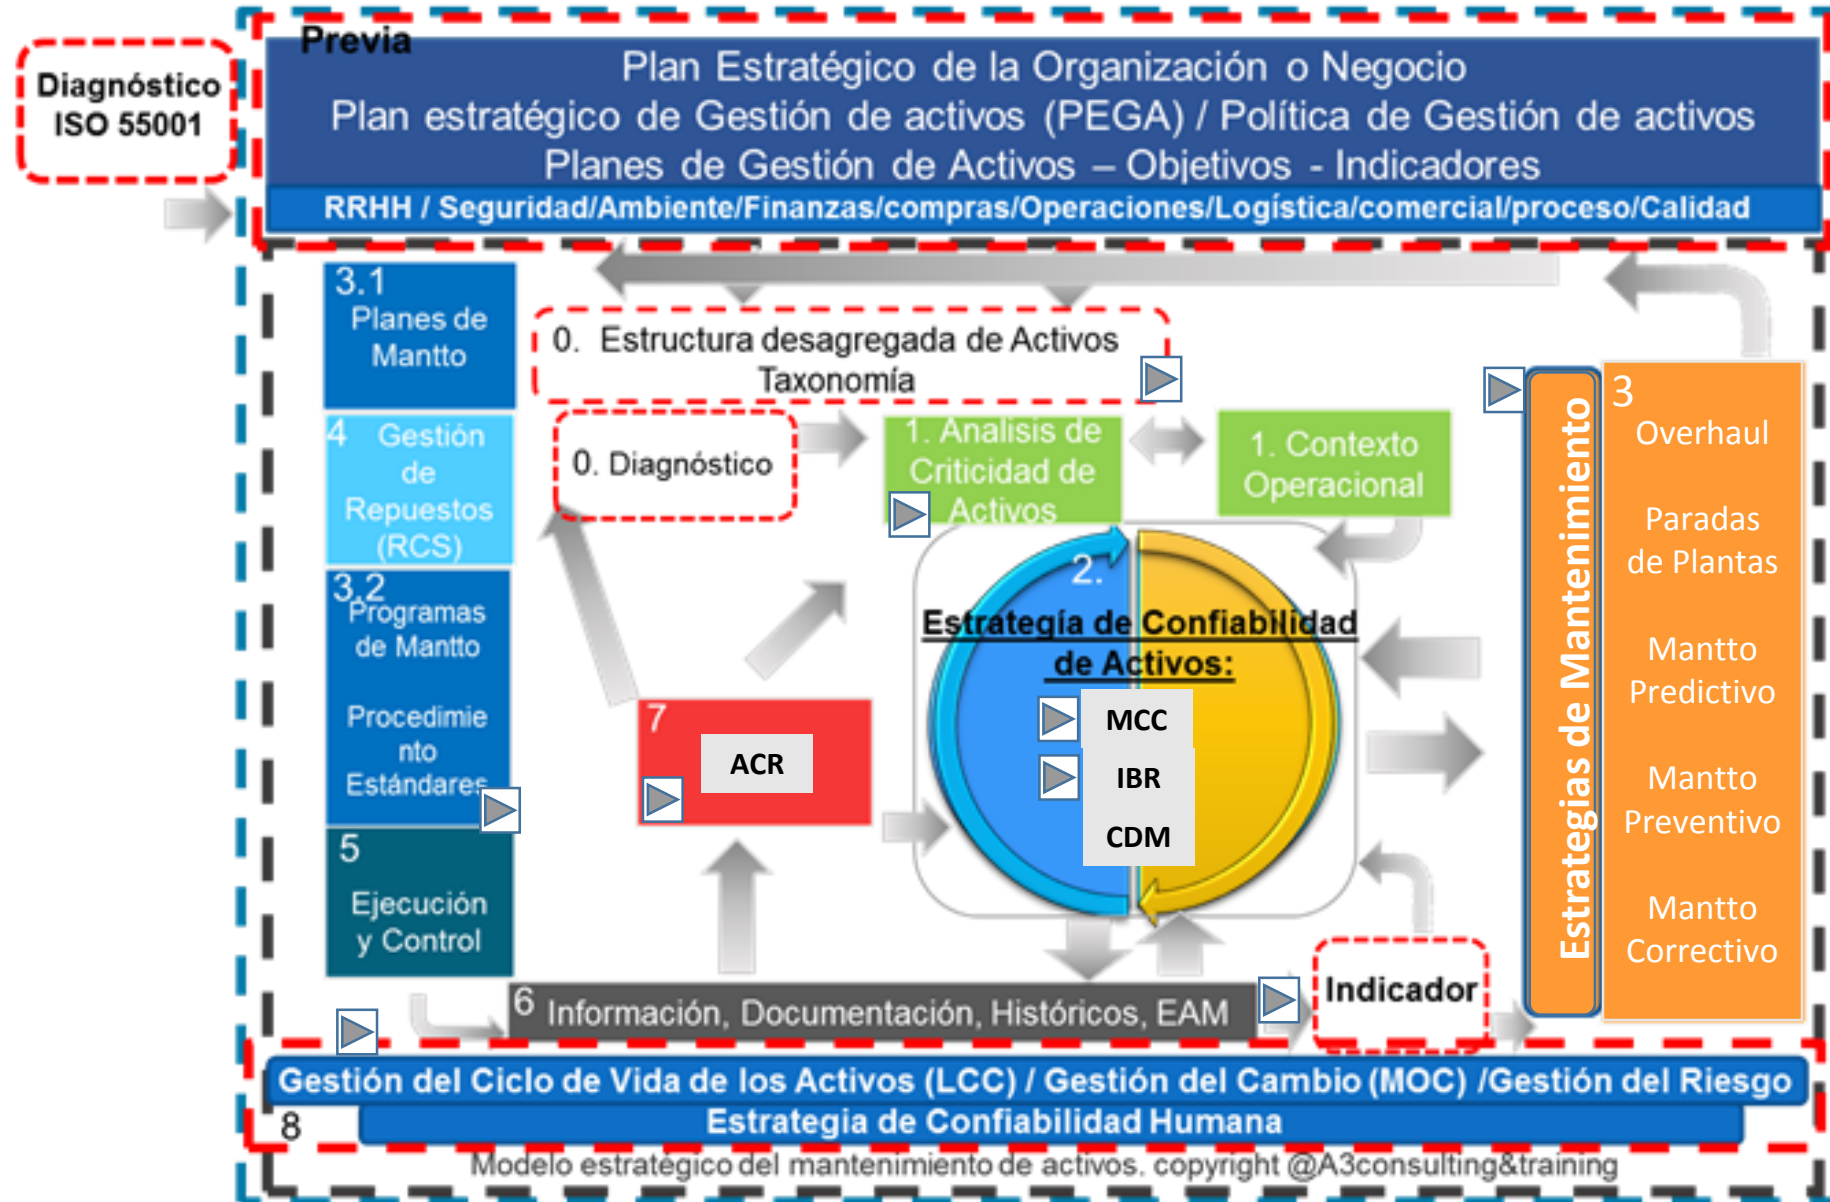 Previa
Diagnóstico
ISO 55001
Plan Estratégico de la Organización o Negocio
Plan estratégico de Gestión de activos (PEGA) / Política de Gestión de activos
Planes de Gestión de Activos – Objetivos - Indicadores
RRHH / Seguridad/Ambiente/Finanzas/compras/Operaciones/Logística/comercial/proceso/Calidad
3.1
Planes de
Mantto
4 Gestión
de
Repuestos
(RCS)
3.2
Programas
de Mantto
Procedimie
nto
Estándares
5
Ejecución
y Control
0. Estructura desagregada de Activos
Taxonomía
0. Diagnóstico
1. Analisis de
Criticidad de
Activos
1. Contexto
Operacional
2.
Estrategía de Confiabilidad
de Activos:
MCC
IBR
CDM
7
ACR
Estrategias de Mantenimiento
3
Overhaul
Paradas
de Plantas
Mantto
Predictivo
Mantto
Preventivo
Mantto
Correctivo
6 Información, Documentación, Históricos, EAM
Indicador
Gestión del Ciclo de Vida de los Activos (LCC) / Gestión del Cambio (MOC) /Gestión del Riesgo
8
Estrategia de Confiabilidad Humana
Modelo estratégico del mantenimiento de activos. copyright @A3consulting&training